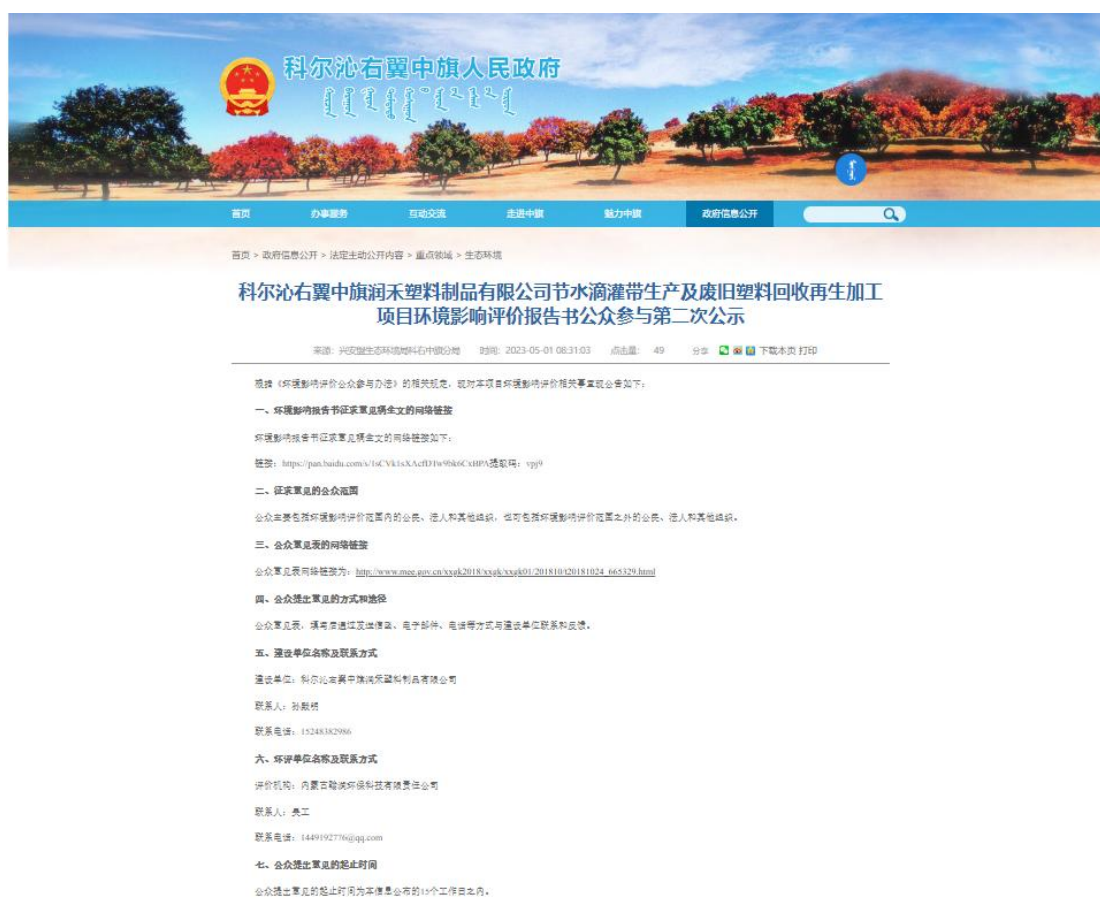 科尔沁右翼中旗人民政府
首页 办事服务 互动交流 走进中旗 魅力中旗 政府信息公开
首页 > 政府信息公开 > 法定主动公开内容 > 重点领域 > 生态环境
科尔沁右翼中旗润禾塑料制品有限公司节水滴灌带生产及废旧塑料回收再生加工
项目环境影响评价报告书公众参与第二次公示
来源: 兴安盟生态环境局科右中旗分局 时间: 2023-05-01 08:31:03 点击量: 49 分享 下载本页 打印
根据《环境影响评价公众参与办法》的相关规定，现对本项目环境影响评价相关事宜现公告如下：
一、环境影响报告书征求意见稿全文的网络链接
环境影响报告书征求意见稿全文的网络链接如下：
链接：https://pan.baidu.com/s/1sCVk1sXAcfD1w9bk6CxBPA提取码：vpj9
二、征求意见的公众范围
公众主要包括环境影响评价范围内的公民、法人和其他组织，也可包括环境影响评价范围之外的公民、法人和其他组织。
三、公众意见表的网络链接
公众意见表网络链接为：http://www.mee.gov.cn/xxgk2018/xxgk/xxgk01/201810/t20181024_665329.html
四、公众提出意见的方式和途径
公众意见表，填写后通过发送信函、电子邮件、电话等方式与建设单位联系和反馈。
五、建设单位名称及联系方式
建设单位：科尔沁右翼中旗润禾塑料制品有限公司
联系人：孙
联系电话：15248382986
六、环评单位名称及联系方式
评价机构：内蒙古 环保科技有限责任公司
联系人：吴工
联系电话：1449192776@qq.com
七、公众提出意见的起止时间
公众提出意见的起止时间为本信息公布的15个工作日之内。